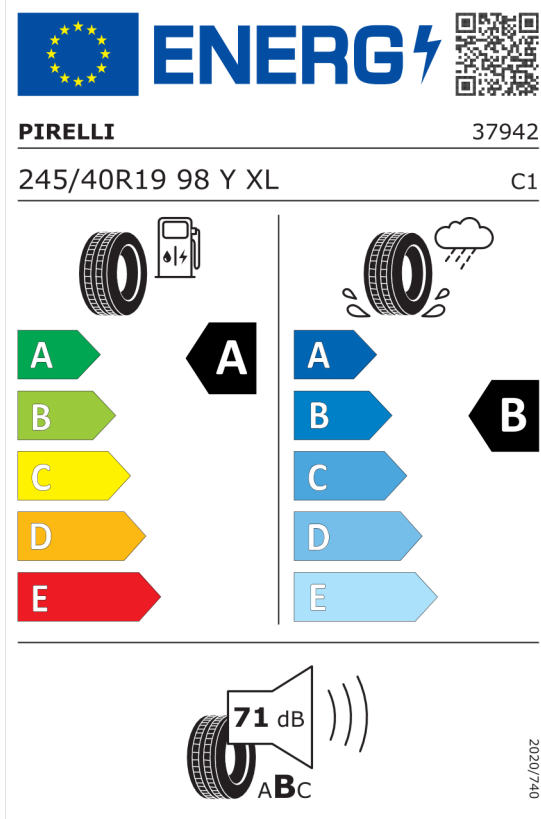 ENERG
PIRELLI 37942
245/40R19 98 Y XL C1
A A
B
C
D
E
A
B B
C
D
E
71 dB
ABC
2020/740